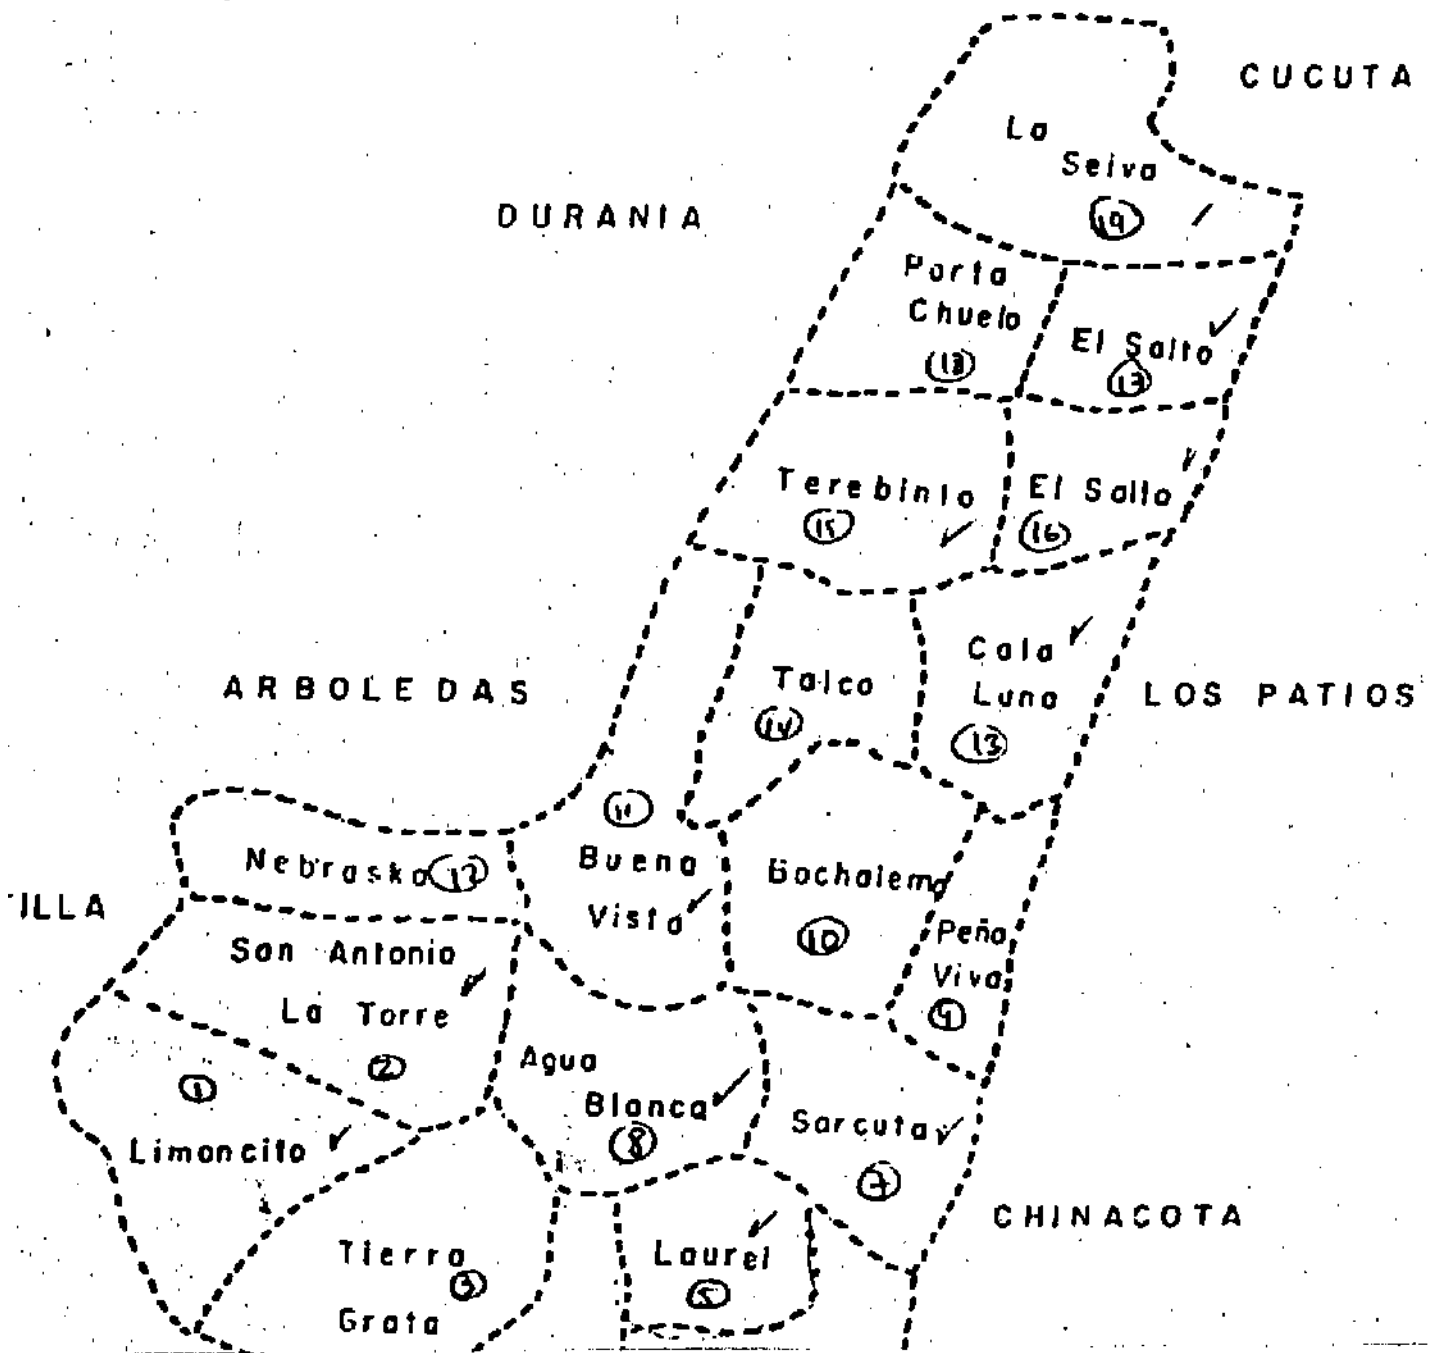 CUCUTA
La
Selva
19
DURANIA
Porta
Chuelo
El Salto
Terebinto
15
El Salto
16
Cala
Luna
13
Talco
14
ARBOLEDAS
LOS PATIOS
11
Buena
Vista
Nebraska
12
Bochalema
10
ILLA
San Antonio
La Torre
2
Peña
Viva
9
Agua
Blanca
8
1
Limoncito
Sarcuta
7
CHINACOTA
Tierra
3
Grata
Laurel
5